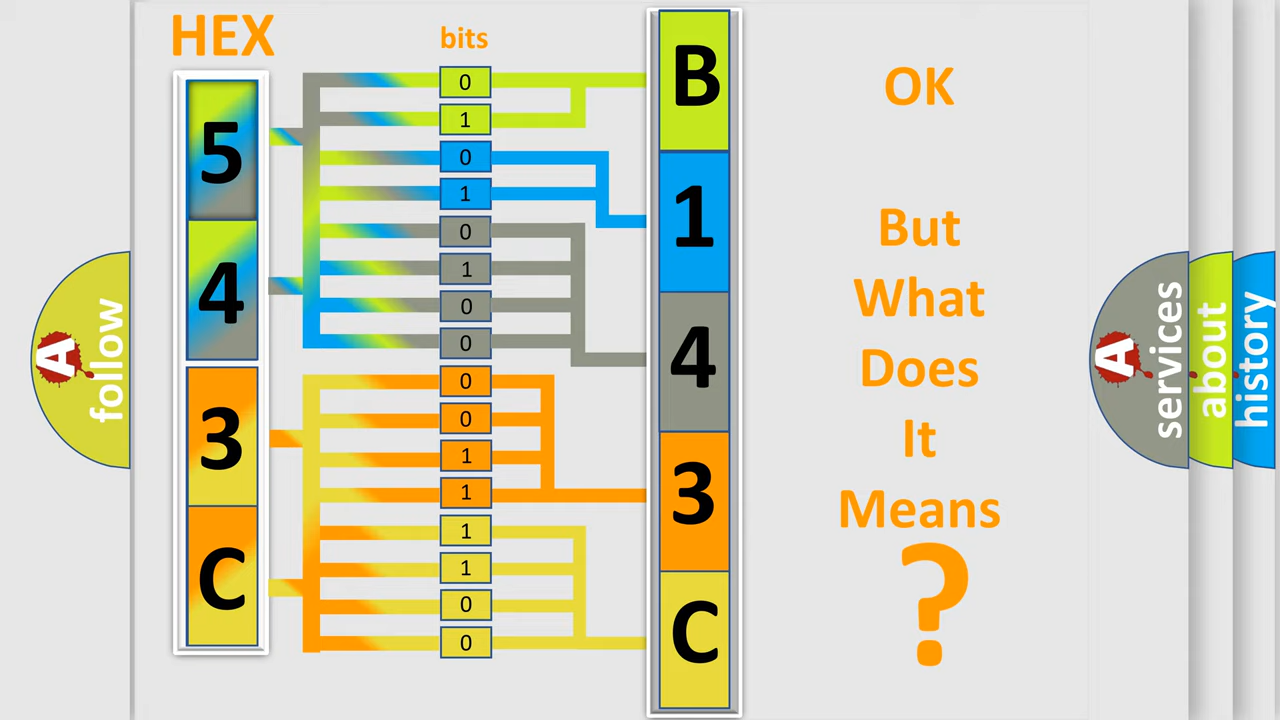 HEX
bits
5
4
3
C
0
1
0
1
0
1
0
0
0
0
1
1
1
1
0
0
B
1
4
3
C
OK
But
What
Does
It
Means
?
A
follow
A
services
about
history